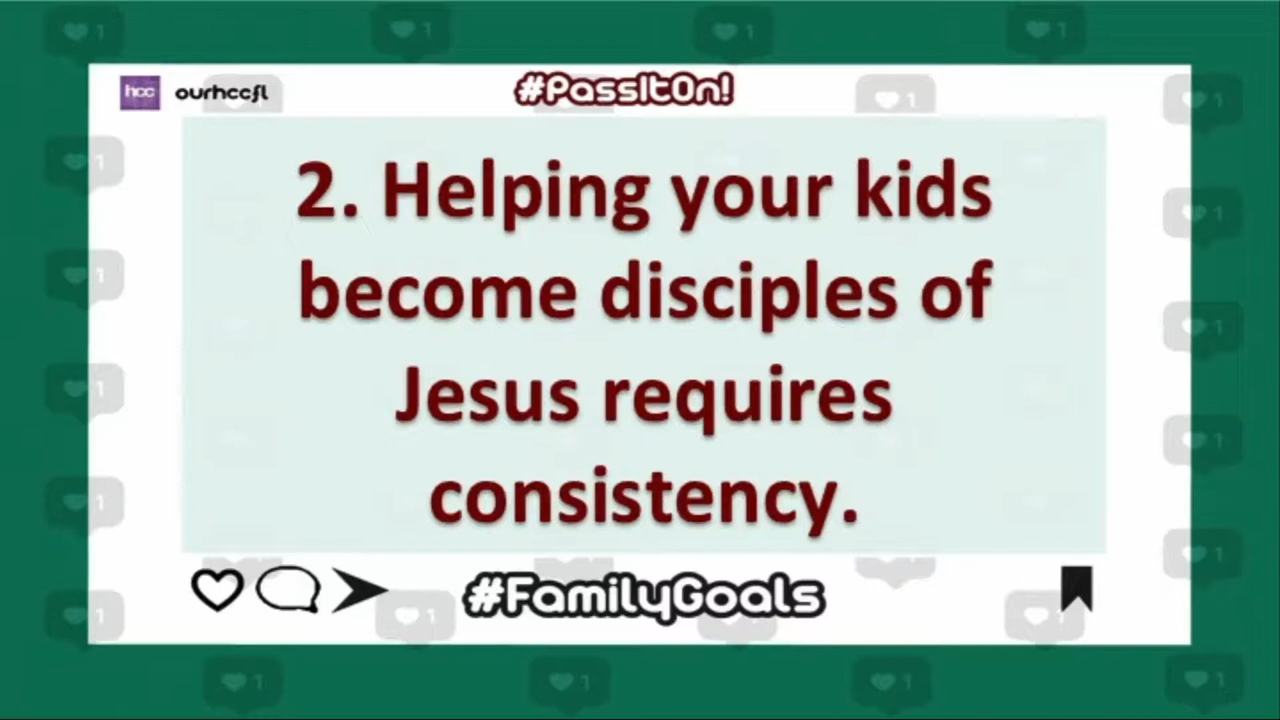 hcc ourhccfl
#PassItOn!
2. Helping your kids
become disciples of
Jesus requires
consistency.
#FamilyGoals